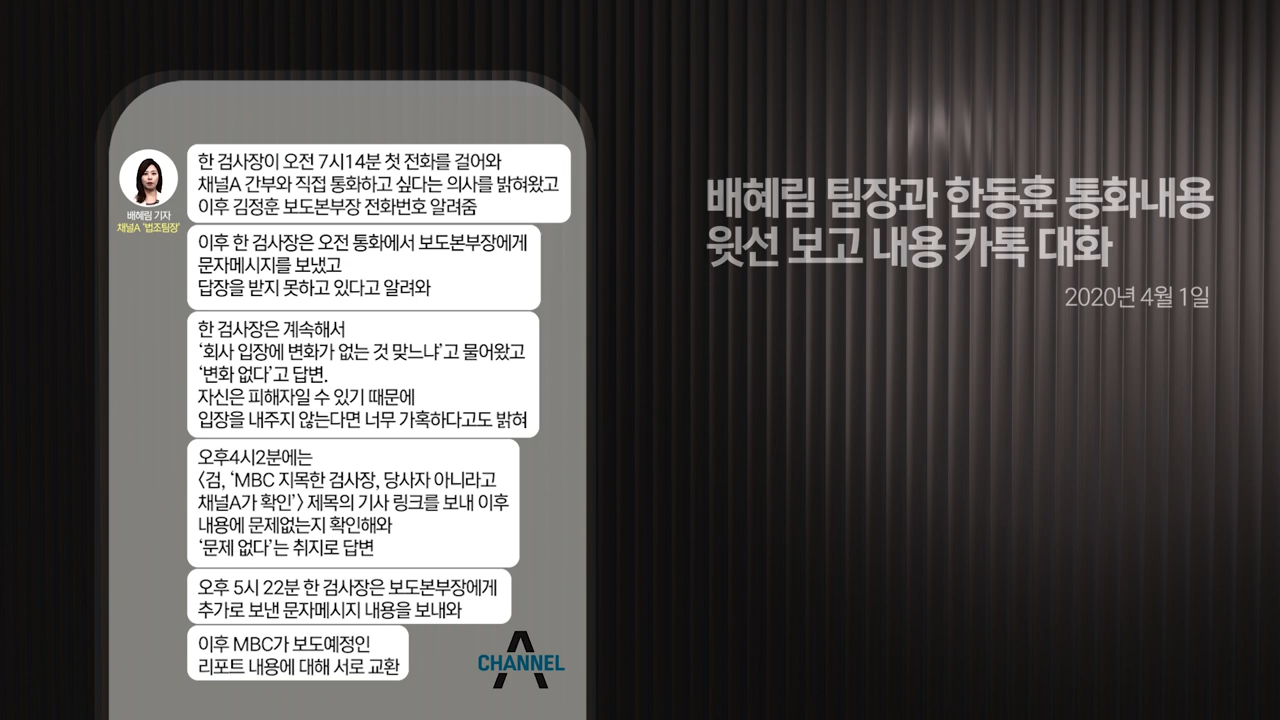 한 검사장이 오전 7시14분 첫 전화를 걸어와
채널A 간부와 직접 통화하고 싶다는 의사를 밝혀왔고
이후 김정훈 보도본부장 전화번호 알려줌
배혜림 기자
채널A '법조팀장'
이후 한 검사장은 오전 통화에서 보도본부장에게
문자메시지를 보냈고
답장을 받지 못하고 있다고 알려와
한 검사장은 계속해서
'회사 입장에 변화가 없는 것 맞느냐'고 물어왔고
'변화 없다'고 답변.
자신은 피해자일 수 있기 때문에
입장을 내주지 않는다면 너무 가혹하다고도 밝혀
오후4시2분에는
〈검, 'MBC 지목한 검사장, 당사자 아니라고
채널A가 확인'〉 제목의 기사 링크를 보내 이후
내용에 문제없는지 확인해와
'문제 없다'는 취지로 답변
오후 5시 22분 한 검사장은 보도본부장에게
추가로 보낸 문자메시지 내용을 보내와
이후 MBC가 보도예정인
리포트 내용에 대해 서로 교환
CHANNEL A
배혜림 팀장과 한동훈 통화내용
윗선 보고 내용 카톡 대화
2020년 4월 1일